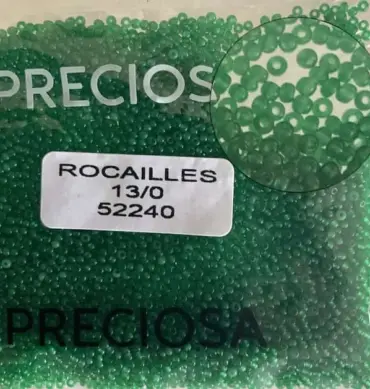 PRECIOS
ROCAILLES
13/0
52240
PRECIOSA